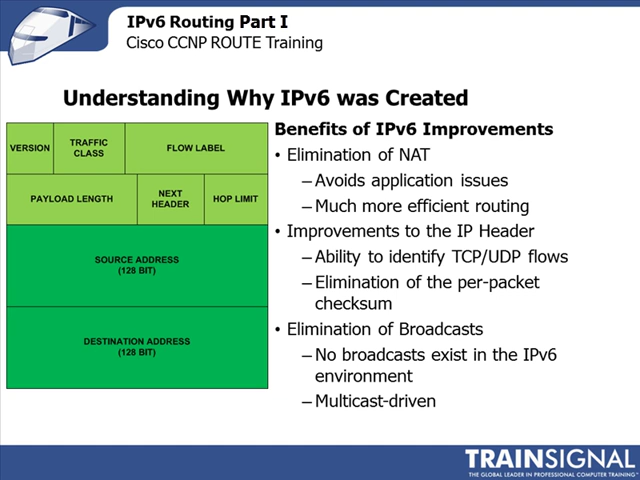 IPv6 Routing Part I
Cisco CCNP ROUTE Training
Understanding Why IPv6 was Created
VERSION
TRAFFIC
CLASS
FLOW LABEL
PAYLOAD LENGTH
NEXT
HEADER
HOP LIMIT
SOURCE ADDRESS
(128 BIT)
DESTINATION ADDRESS
(128 BIT)
Benefits of IPv6 Improvements
• Elimination of NAT
– Avoids application issues
– Much more efficient routing
• Improvements to the IP Header
– Ability to identify TCP/UDP flows
– Elimination of the per-packet
checksum
• Elimination of Broadcasts
– No broadcasts exist in the IPv6
environment
– Multicast-driven
TRAINSIGNAL
THE GLOBAL LEADER IN PROFESSIONAL COMPUTER TRAINING